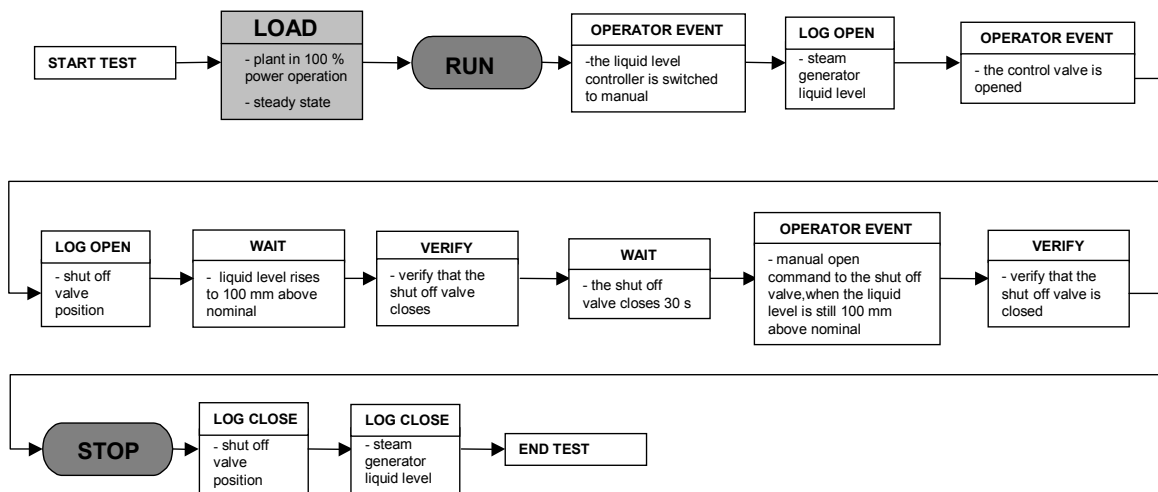 START TEST
LOAD
- plant in 100 %
power operation
- steady state
RUN
OPERATOR EVENT
-the liquid level
controller is switched
to manual
LOG OPEN
- steam
generator
liquid level
OPERATOR EVENT
- the control valve is
opened
LOG OPEN
- shut off
valve
position
WAIT
- liquid level rises
to 100 mm above
nominal
VERIFY
- verify that the
shut off valve
closes
WAIT
- the shut off
valve closes 30 s
OPERATOR EVENT
- manual open
command to the shut off
valve,when the liquid
level is still 100 mm
above nominal
VERIFY
- verify that the
shut off valve is
closed
STOP
LOG CLOSE
- shut off
valve
position
LOG CLOSE
- steam
generator
liquid level
END TEST